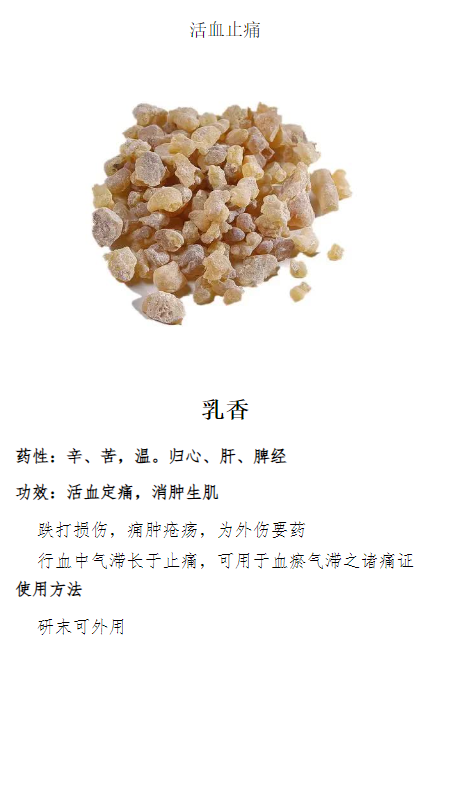 活血止痛
乳香
药性：辛、苦，温。归心、肝、脾经
功效：活血定痛，消肿生肌
跌打损伤，痈肿疮疡，为外伤要药
行血中气滞长于止痛，可用于血瘀气滞之诸痛证
使用方法
研末可外用